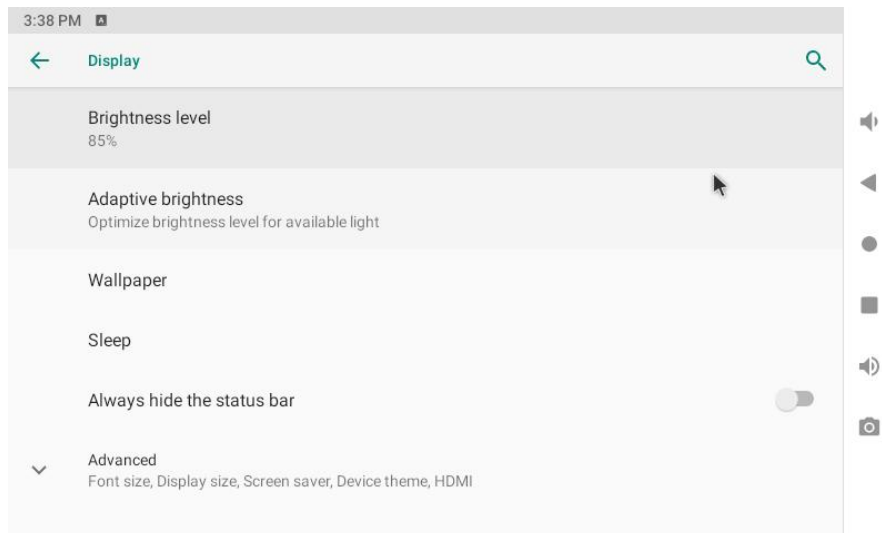 3:38 PM A
Display
Brightness level
85%
Adaptive brightness
Optimize brightness level for available light
Wallpaper
Sleep
Always hide the status bar
Advanced
Font size, Display size, Screen saver, Device theme, HDMI